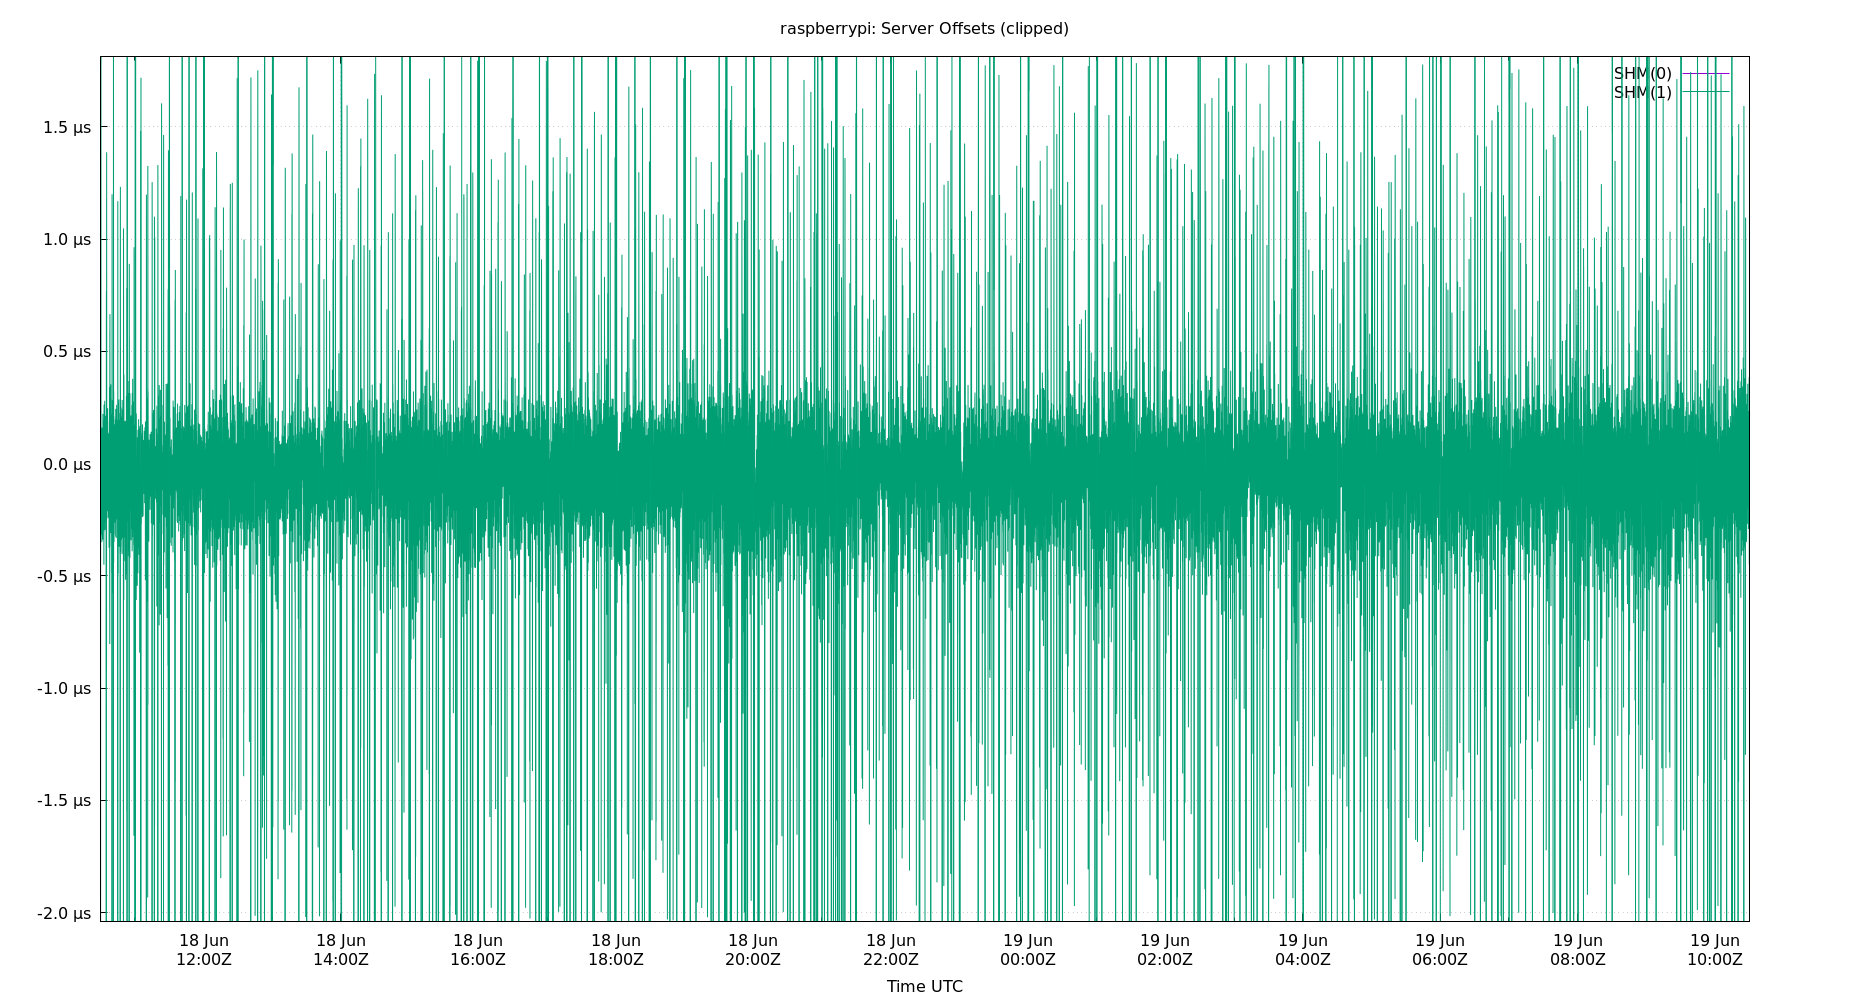 raspberrypi: Server Offsets (clipped)
SHM(0)
SHM(1)
1.5 µs
1.0 µs
0.5 µs
0.0 µs
-0.5 µs
-1.0 µs
-1.5 µs
-2.0 µs
18 Jun 18 Jun 18 Jun 18 Jun 18 Jun 18 Jun 19 Jun 19 Jun 19 Jun 19 Jun 19 Jun 19 Jun
12:00Z 14:00Z 16:00Z 18:00Z 20:00Z 22:00Z 00:00Z 02:00Z 04:00Z 06:00Z 08:00Z 10:00Z
Time UTC